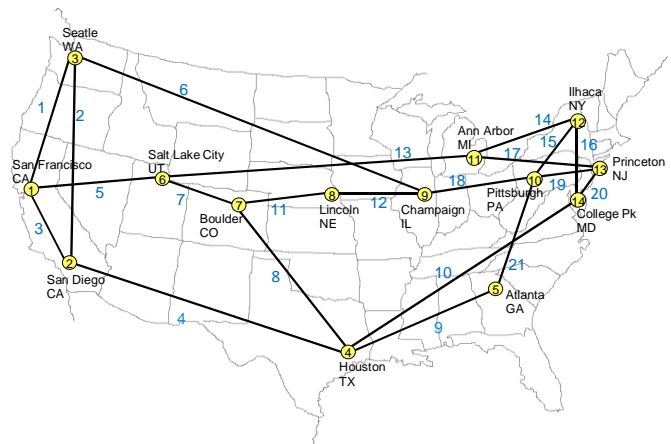 Seatle
WA
3
6
1
2
Ilhaca
NY
14
12
Ann Arbor
MI
15
16
13
17
11
Salt Lake City
UT
San Francisco
CA
Princeton
NJ
13
18
19
10
Pittsburgh
PA
20
14
College Pk
MD
1
5
6
7
7
11
8
12
9
Boulder
CO
Lincoln
NE
Champaign
IL
3
2
San Diego
CA
8
10
21
5
Atlanta
GA
4
9
4
Houston
TX